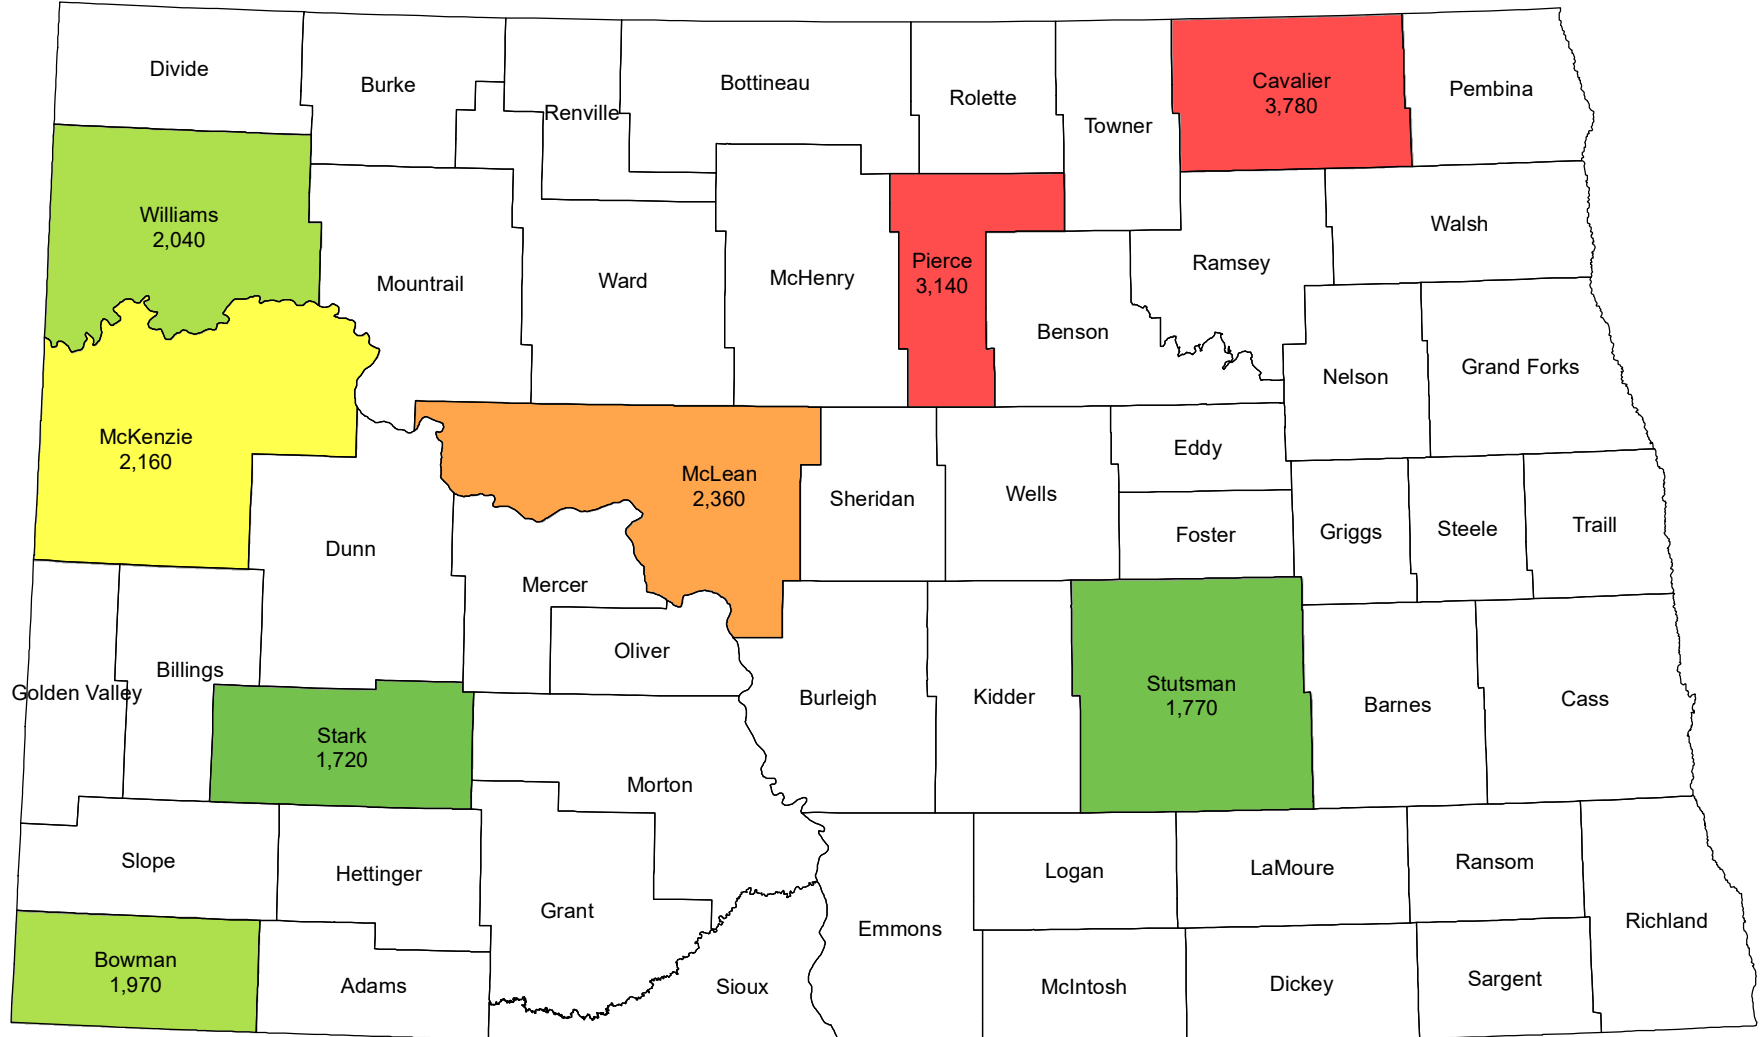 Divide
Burke
Renville
Bottineau
Rolette
Towner
Cavalier
3,780
Pembina
Williams
2,040
Mountrail
Ward
McHenry
Pierce
3,140
Benson
Ramsey
Walsh
Nelson
Grand Forks
McKenzie
2,160
Dunn
McLean
2,360
Mercer
Oliver
Sheridan
Wells
Eddy
Foster
Griggs
Steele
Traill
Golden Valley
Billings
Stark
1,720
Morton
Burleigh
Kidder
Stutsman
1,770
Barnes
Cass
Slope
Hettinger
Grant
Emmons
Logan
LaMoure
Ransom
Richland
Bowman
1,970
Adams
Sioux
McIntosh
Dickey
Sargent